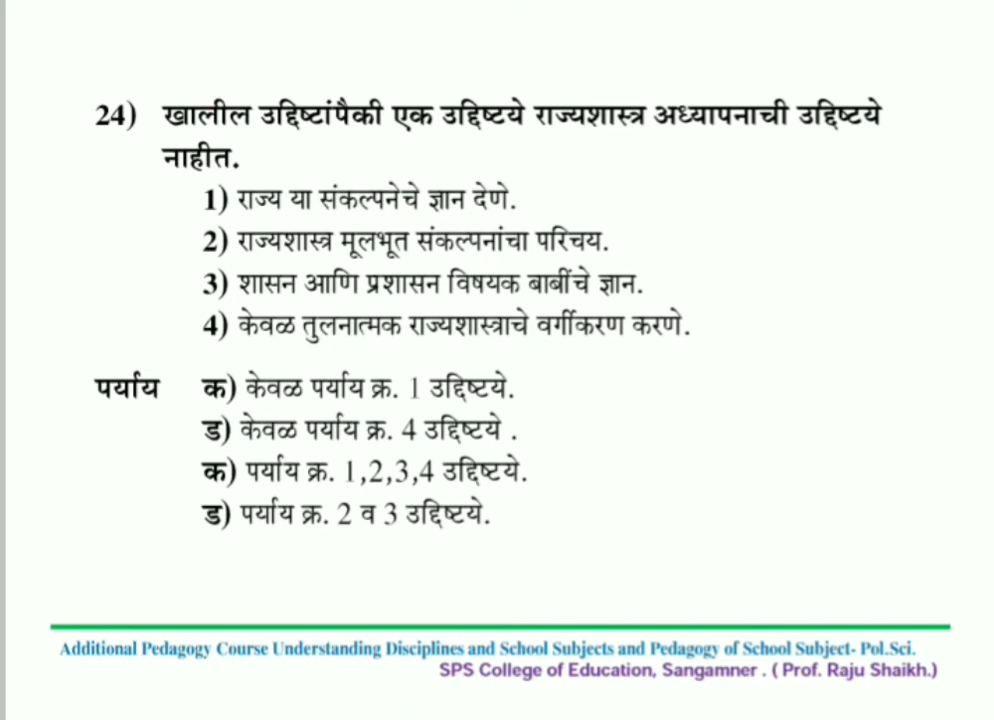 24) खालील उद्दिष्टांपैकी एक उद्दिष्टये राज्यशास्त्र अध्यापनाची उद्दिष्टये
नाहीत.
1) राज्य या संकल्पनेचे ज्ञान देणे.
2) राज्यशास्त्र मूलभूत संकल्पनांचा परिचय.
3) शासन आणि प्रशासन विषयक बाबींचे ज्ञान.
4) केवळ तुलनात्मक राज्यशास्त्राचे वर्गीकरण करणे.
पर्याय क) केवळ पर्याय क्र. 1 उद्दिष्टये.
ड) केवळ पर्याय क्र. 4 उद्दिष्टये .
क) पर्याय क्र. 1,2,3,4 उद्दिष्टये.
ड) पर्याय क्र. 2 व 3 उद्दिष्टये.
Additional Pedagogy Course Understanding Disciplines and School Subjects and Pedagogy of School Subject- Pol.Sci.
SPS College of Education, Sangamner . ( Prof. Raju Shaikh.)